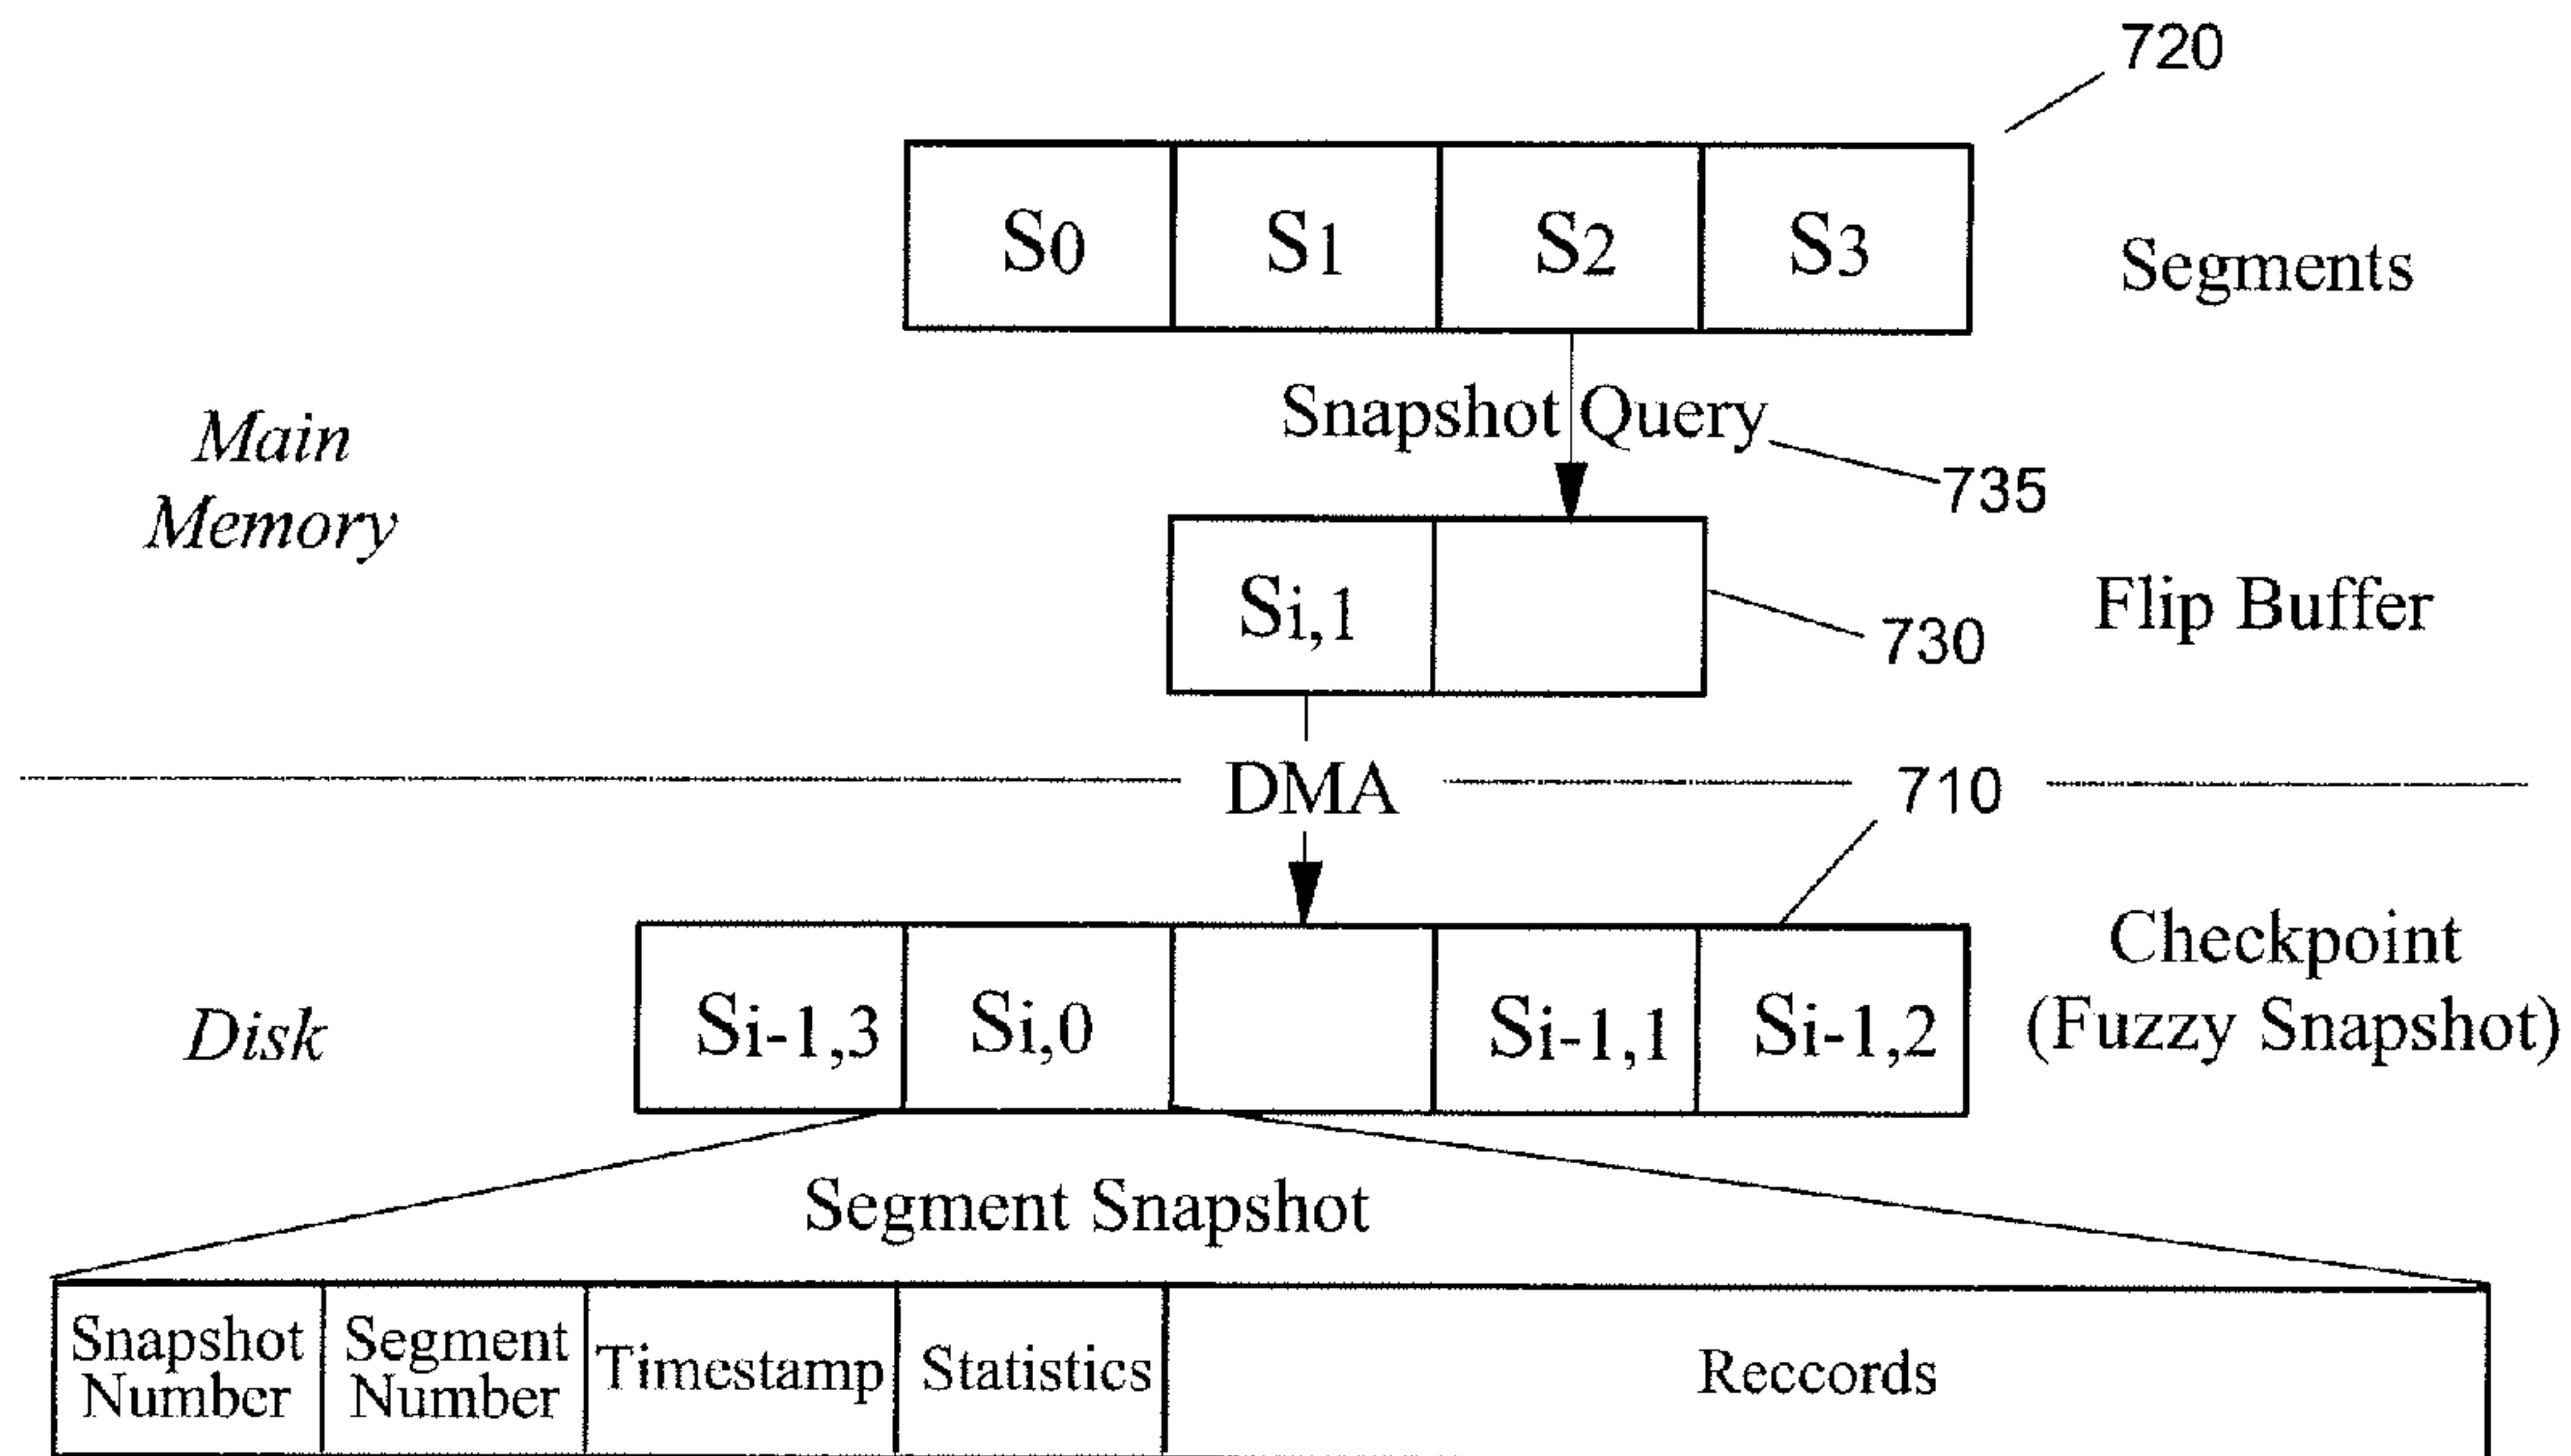 720
S0 S1 S2 S3
Segments
Snapshot Query
Main
Memory
735
Si,1
Flip Buffer
730
DMA
710
Checkpoint
(Fuzzy Snapshot)
Disk
Si-1,3 Si,0 Si-1,1 Si-1,2
Segment Snapshot
Snapshot
Number
Segment
Number
Timestamp
Statistics
Reccords